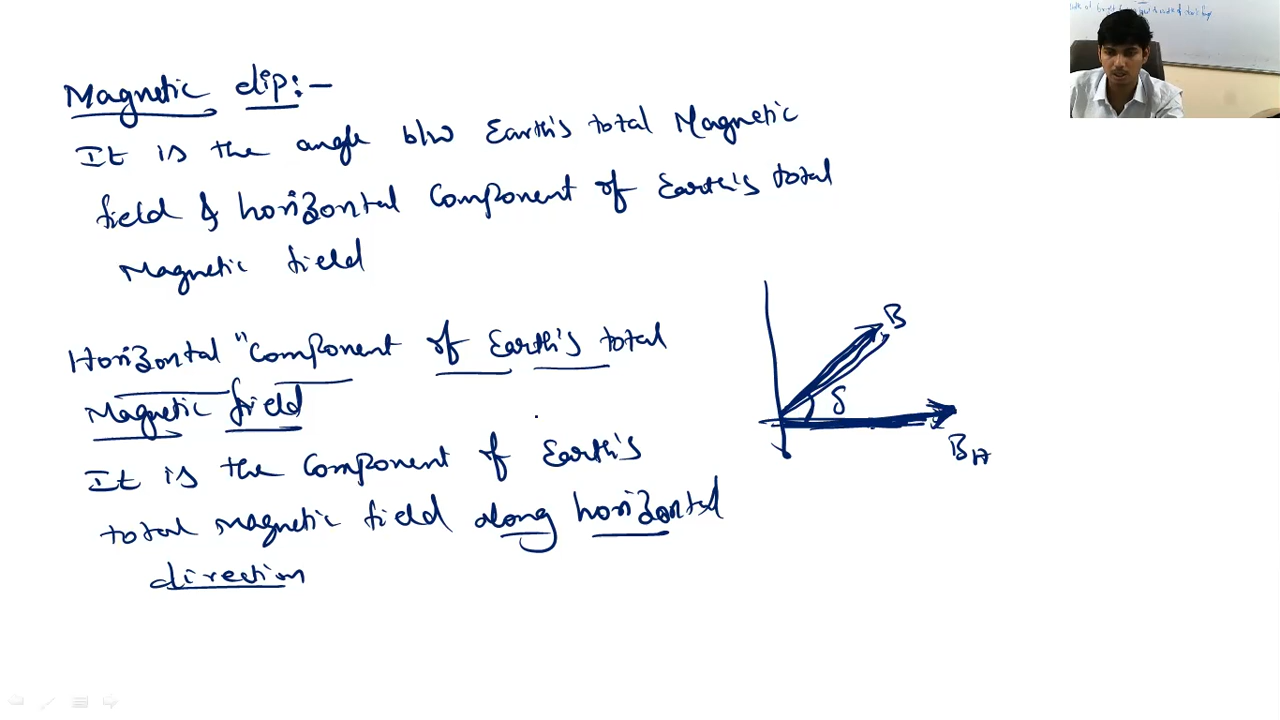 Magnetic dip:-
It is the angle b/w Earth's total Magnetic
field & horizontal Component of Earth's total
Magnetic field
Horizontal "Component of Earth's total
Magnetic field
It is the Component of Earth's
total magnetic field along horizontal
direction
B
δ
B_H